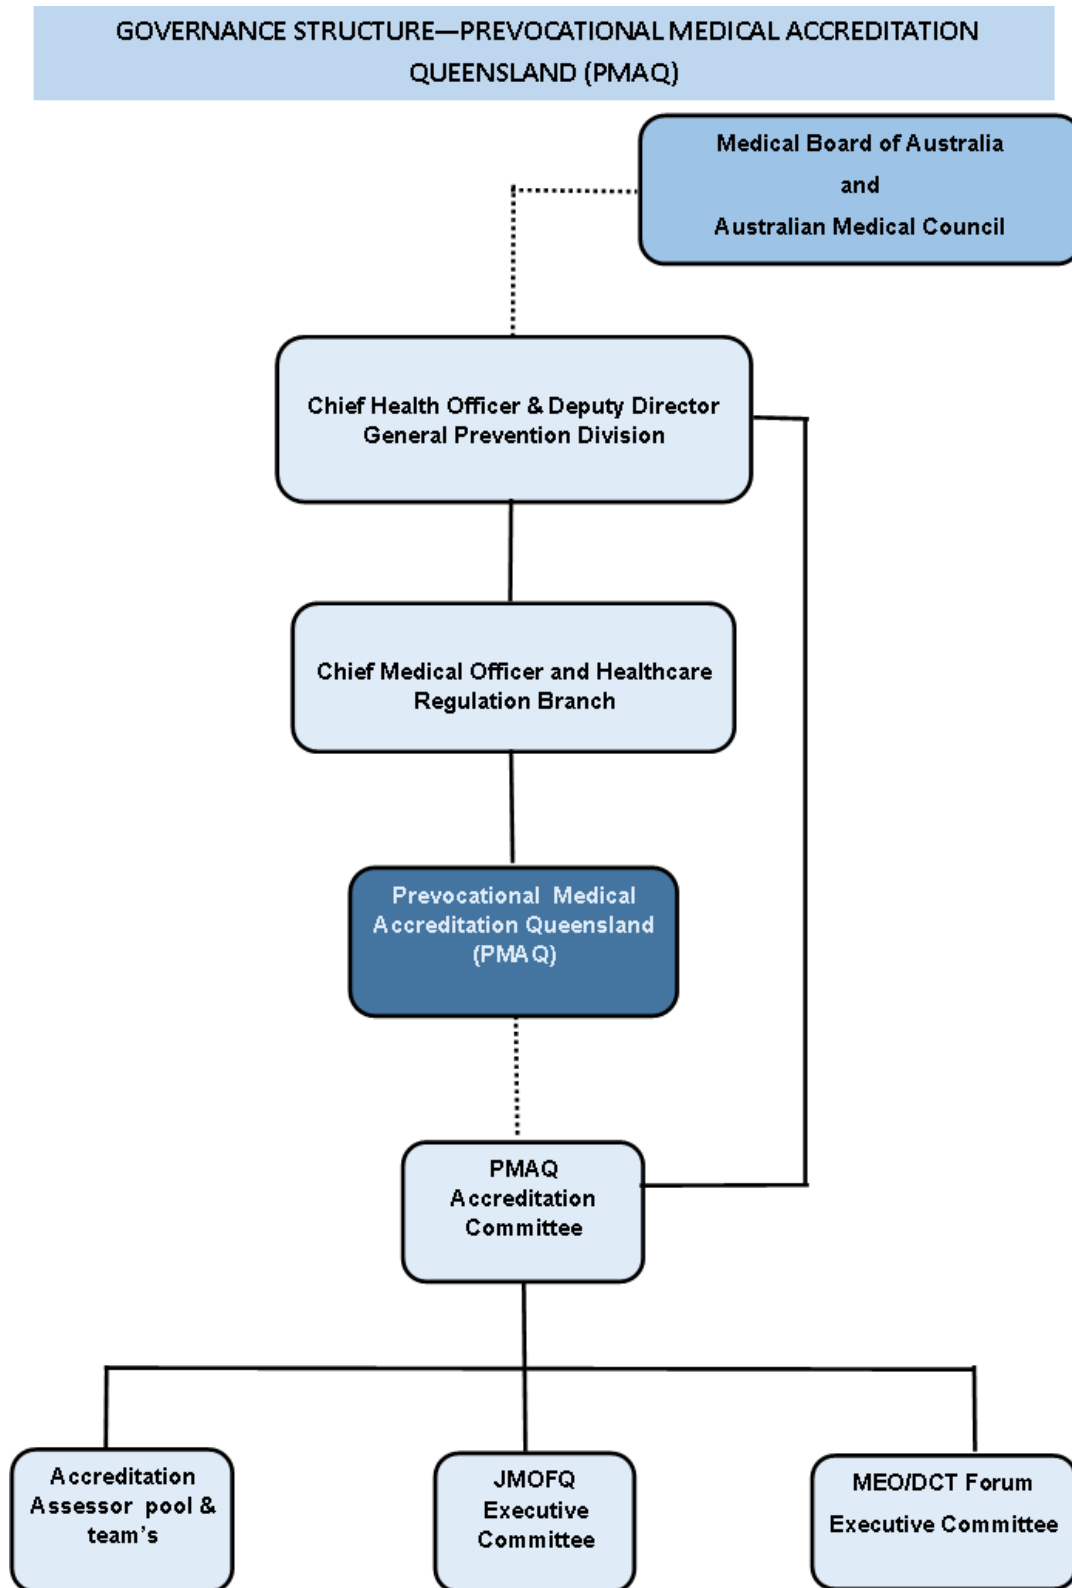 GOVERNANCE STRUCTURE—PREVOCATIONAL MEDICAL ACCREDITATION
QUEENSLAND (PMAQ)
Medical Board of Australia
and
Australian Medical Council
Chief Health Officer & Deputy Director
General Prevention Division
Chief Medical Officer and Healthcare
Regulation Branch
Prevocational Medical
Accreditation Queensland
(PMAQ)
PMAQ
Accreditation
Committee
Accreditation
Assessor pool &
team's
JMOFQ
Executive
Committee
MEO/DCT Forum
Executive Committee